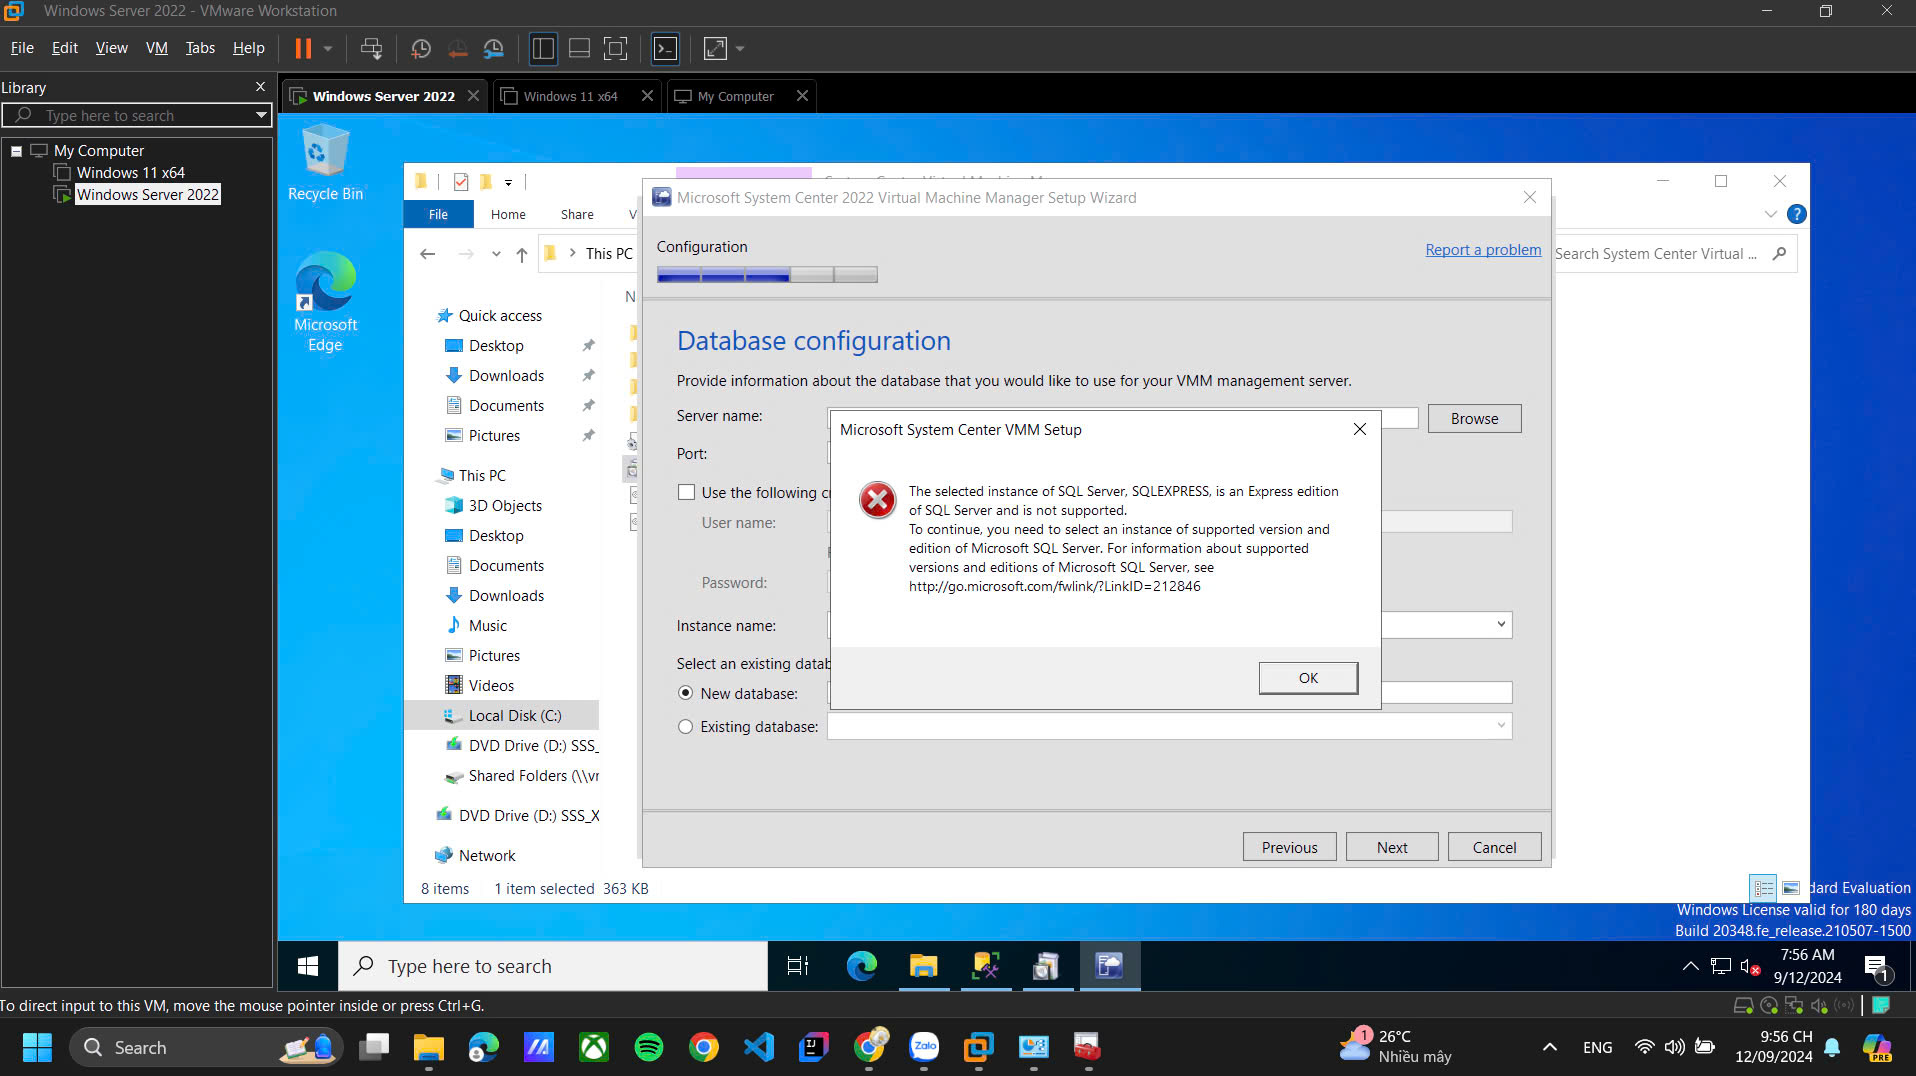 Windows Server 2022 - VMware Workstation
File Edit View VM Tabs Help
Library
Type here to search
My Computer
Windows 11 x64
Windows Server 2022
Windows Server 2022
Windows 11 x64
My Computer
Recycle Bin
Microsoft
Edge
File Home Share V
This PC
Search System Center Virtual ...
N
Quick access
Desktop
Downloads
Documents
Pictures
This PC
3D Objects
Desktop
Documents
Downloads
Music
Pictures
Videos
Local Disk (C:)
DVD Drive (D:) SSS_
Shared Folders (\\vr
DVD Drive (D:) SSS_X
Network
8 items 1 item selected 363 KB
Microsoft System Center 2022 Virtual Machine Manager Setup Wizard
Configuration
Report a problem
Database configuration
Provide information about the database that you would like to use for your VMM management server.
Server name:
Browse
Port:
Use the following cr
User name:
Password:
Instance name:
Select an existing datab
New database:
Existing database:
Previous Next Cancel
Microsoft System Center VMM Setup
The selected instance of SQL Server, SQLEXPRESS, is an Express edition
of SQL Server and is not supported.
To continue, you need to select an instance of supported version and
edition of Microsoft SQL Server. For information about supported
versions and editions of Microsoft SQL Server, see
http://go.microsoft.com/fwlink/?LinkID=212846
OK
dard Evaluation
Windows License valid for 180 days
Build 20348.fe_release.210507-1500
Type here to search
7:56 AM
9/12/2024
1
To direct input to this VM, move the mouse pointer inside or press Ctrl+G.
Search
Zalo
1
26°C
Nhiều mây
ENG
9:56 CH
12/09/2024
PRE